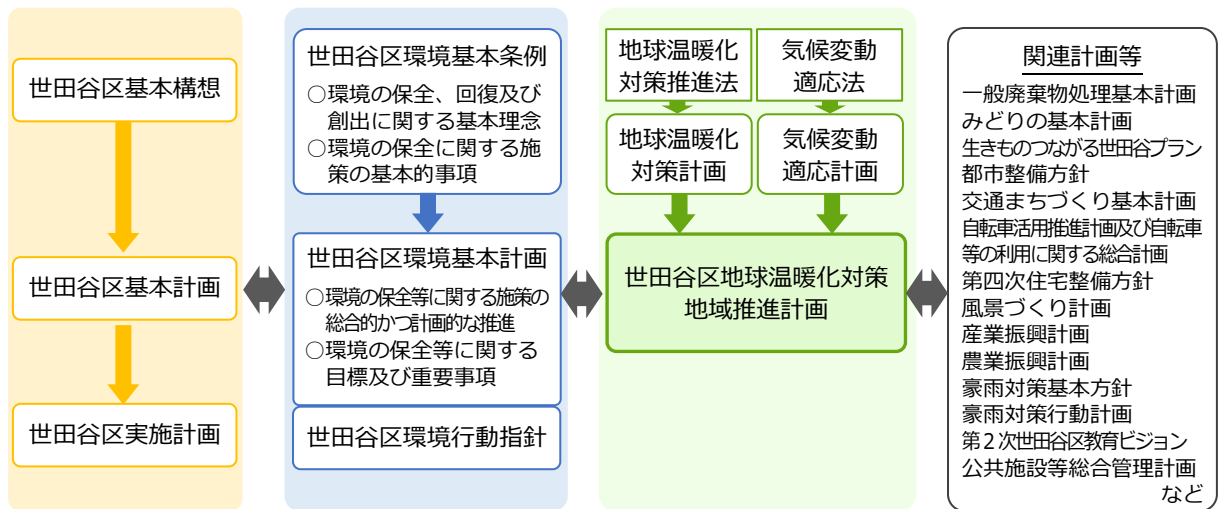 世田谷区基本構想
世田谷区基本計画
世田谷区実施計画
世田谷区環境基本条例
○環境の保全、回復及び
創出に関する基本理念
○環境の保全に関する施
策の基本的事項
世田谷区環境基本計画
○環境の保全等に関する施策の
総合的かつ計画的な推進
○環境の保全等に関する
目標及び重要事項
世田谷区環境行動指針
地球温暖化
対策推進法
気候変動
適応法
地球温暖化
対策計画
気候変動
適応計画
世田谷区地球温暖化対策
地域推進計画
関連計画等
一般廃棄物処理基本計画
みどりの基本計画
生きものつながる世田谷プラン
都市整備方針
交通まちづくり基本計画
自転車活用推進計画及び自転車
等の利用に関する総合計画
第四次住宅整備方針
風景づくり計画
産業振興計画
農業振興計画
豪雨対策基本方針
豪雨対策行動計画
第２次世田谷区教育ビジョン
公共施設等総合管理計画
など